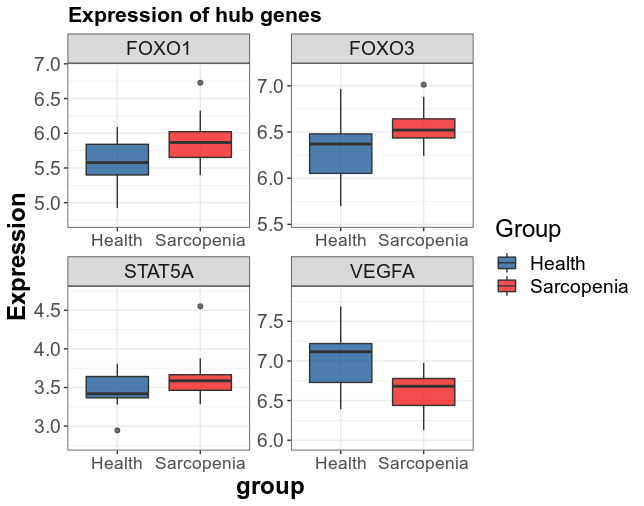 Expression of hub genes
FOXO1 FOXO3
7.0
6.5
6.0
5.5
5.0
7.0
6.5
6.0
5.5
Health Sarcopenia Health Sarcopenia
STAT5A VEGFA
4.5
4.0
3.5
3.0
7.5
7.0
6.5
6.0
Health Sarcopenia Health Sarcopenia
Expression
group
Group
Health
Sarcopenia